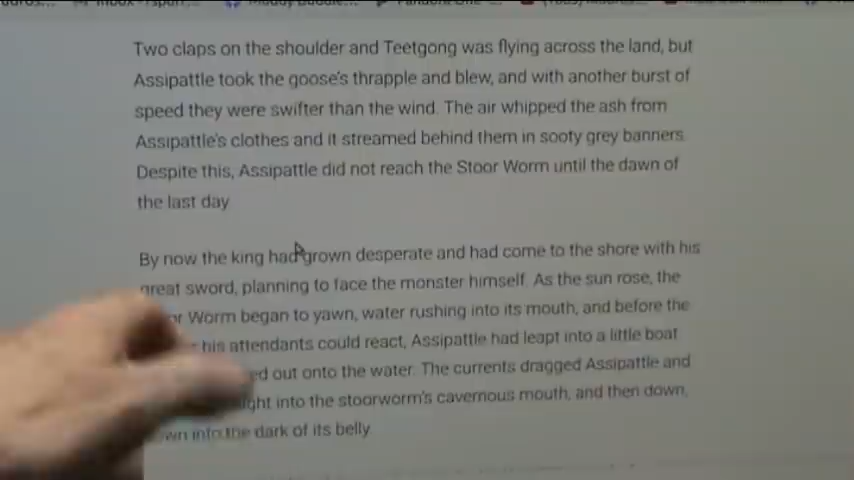 Two claps on the shoulder and Teetgong was flying across the land, but
Assipattle took the goose's thrapple and blew, and with another burst of
speed they were swifter than the wind. The air whipped the ash from
Assipattle's clothes and it streamed behind them in sooty grey banners.
Despite this, Assipattle did not reach the Stoor Worm until the dawn of
the last day
By now the king had grown desperate and had come to the shore with his
great sword, planning to face the monster himself. As the sun rose, the
Worm began to yawn, water rushing into its mouth, and before the
his attendants could react, Assipattle had leapt into a little boat
out onto the water. The currents dragged Assipattle and
into the stoorworm's cavernous mouth, and then down,
into the dark of its belly